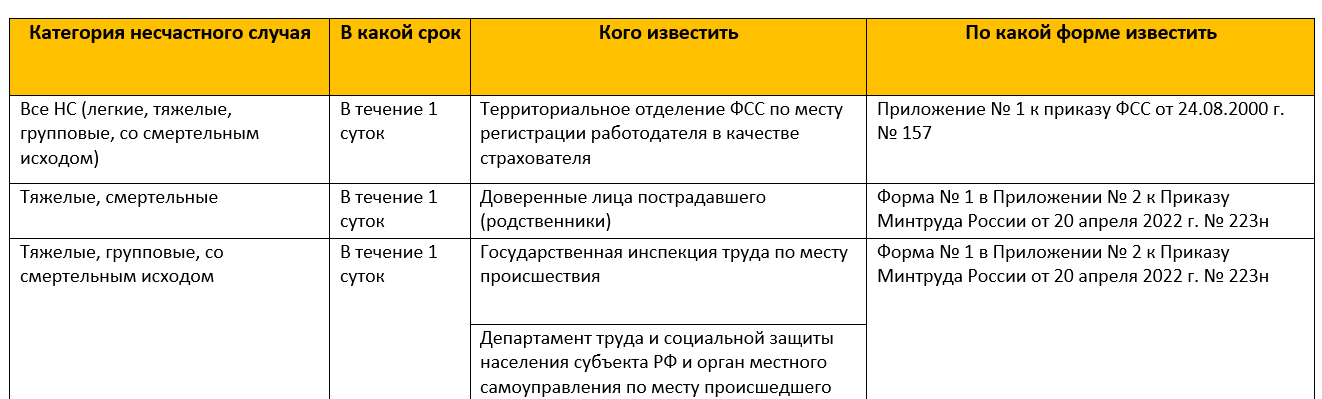 Категория несчастного случая
В какой срок
Кого известить
По какой форме известить
Все НС (легкие, тяжелые,
групповые, со смертельным
исходом)
В течение 1
суток
Территориальное отделение ФСС по месту
регистрации работодателя в качестве
страхователя
Приложение № 1 к приказу ФСС от 24.08.2000 г.
№ 157
Тяжелые, смертельные
В течение 1
суток
Доверенные лица пострадавшего
(родственники)
Форма № 1 в Приложении № 2 к Приказу
Минтруда России от 20 апреля 2022 г. № 223н
Тяжелые, групповые, со
смертельным исходом
В течение 1
суток
Государственная инспекция труда по месту
происшествия
Форма № 1 в Приложении № 2 к Приказу
Минтруда России от 20 апреля 2022 г. № 223н
Департамент труда и социальной защиты
населения субъекта РФ и орган местного
самоуправления по месту происшедшего